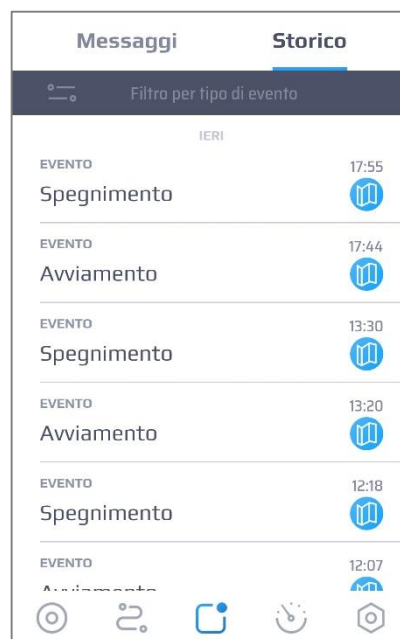 Messaggi Storico
Filtro per tipo di evento
IERI
EVENTO 17:55
Spegnimento
EVENTO 17:44
Avviamento
EVENTO 13:30
Spegnimento
EVENTO 13:20
Avviamento
EVENTO 12:18
Spegnimento
EVENTO 12:07
Avviamento